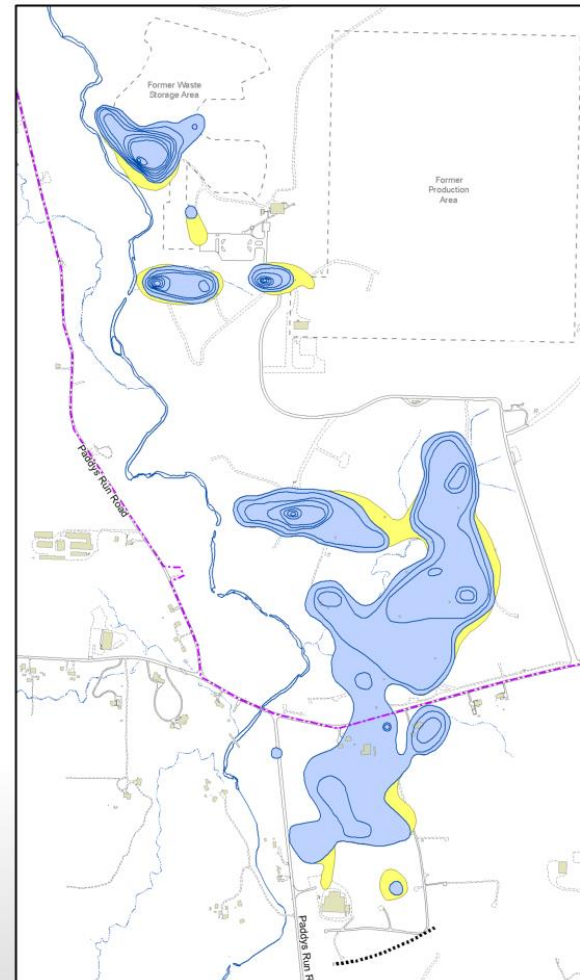 Former Waste
Storage Area
Former
Production
Area
Paddys Run Road
Paddys Run R